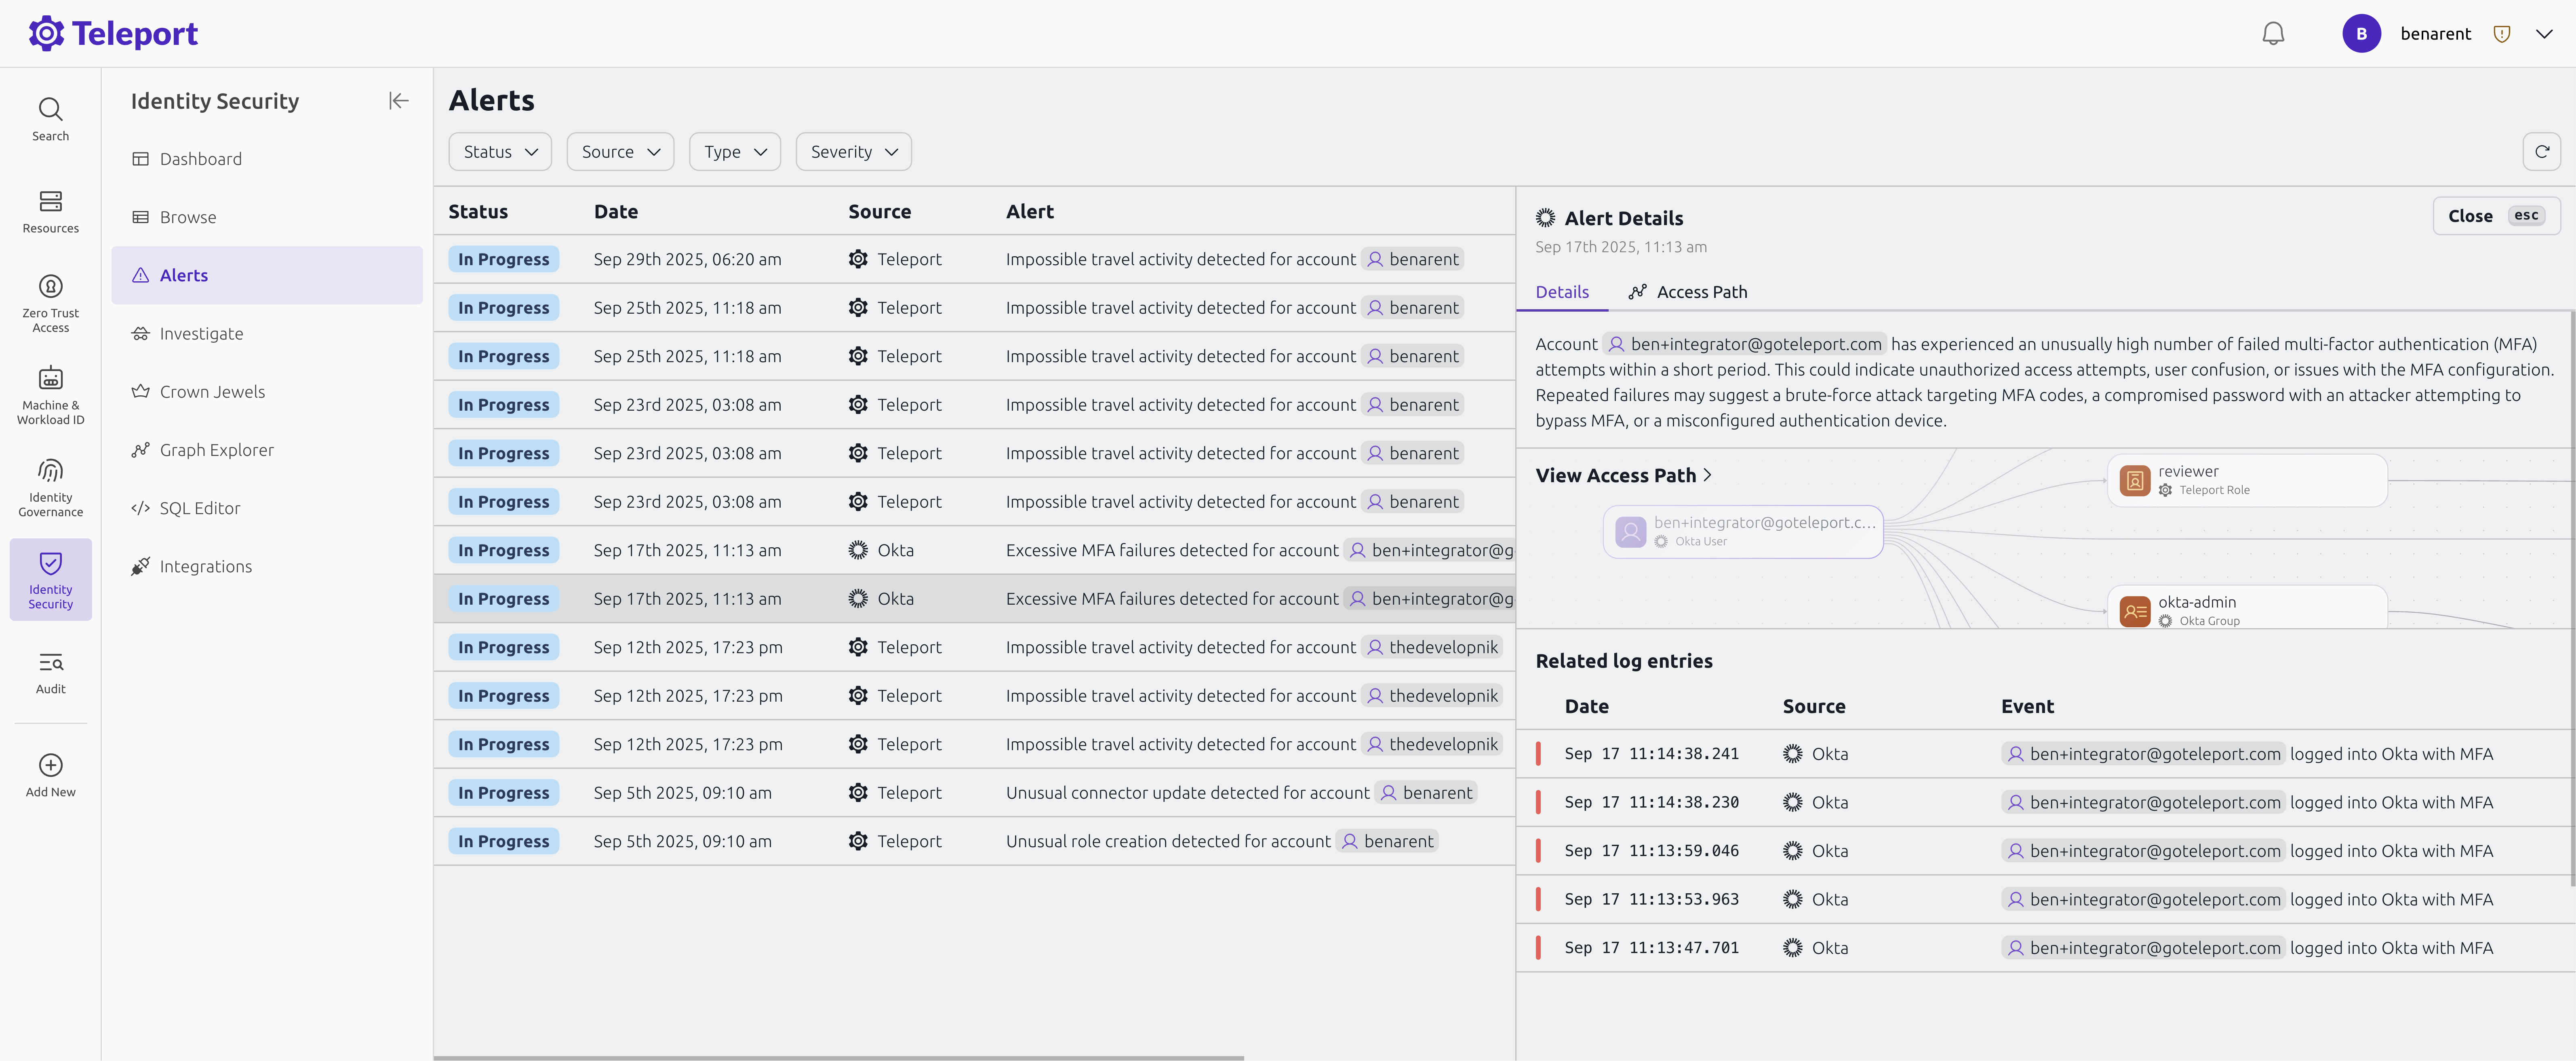 Teleport
B benarent
Search
Resources
Zero Trust
Access
Machine &
Workload ID
Identity
Governance
Identity
Security
Audit
Add New
Identity Security
Dashboard
Browse
Alerts
Investigate
Crown Jewels
Graph Explorer
SQL Editor
Integrations
Alerts
Status Source Type Severity
Status Date Source Alert
In Progress Sep 29th 2025, 06:20 am Teleport Impossible travel activity detected for account benarent
In Progress Sep 25th 2025, 11:18 am Teleport Impossible travel activity detected for account benarent
In Progress Sep 25th 2025, 11:18 am Teleport Impossible travel activity detected for account benarent
In Progress Sep 23rd 2025, 03:08 am Teleport Impossible travel activity detected for account benarent
In Progress Sep 23rd 2025, 03:08 am Teleport Impossible travel activity detected for account benarent
In Progress Sep 23rd 2025, 03:08 am Teleport Impossible travel activity detected for account benarent
In Progress Sep 17th 2025, 11:13 am Okta Excessive MFA failures detected for account ben+integrator@g
In Progress Sep 17th 2025, 11:13 am Okta Excessive MFA failures detected for account ben+integrator@g
In Progress Sep 12th 2025, 17:23 pm Teleport Impossible travel activity detected for account thedevelopnik
In Progress Sep 12th 2025, 17:23 pm Teleport Impossible travel activity detected for account thedevelopnik
In Progress Sep 12th 2025, 17:23 pm Teleport Impossible travel activity detected for account thedevelopnik
In Progress Sep 5th 2025, 09:10 am Teleport Unusual connector update detected for account benarent
In Progress Sep 5th 2025, 09:10 am Teleport Unusual role creation detected for account benarent
Alert Details
Close esc
Sep 17th 2025, 11:13 am
Details Access Path
Account ben+integrator@goteleport.com has experienced an unusually high number of failed multi-factor authentication (MFA)
attempts within a short period. This could indicate unauthorized access attempts, user confusion, or issues with the MFA configuration.
Repeated failures may suggest a brute-force attack targeting MFA codes, a compromised password with an attacker attempting to
bypass MFA, or a misconfigured authentication device.
View Access Path
ben+integrator@goteleport.c...
Okta User
reviewer
Teleport Role
okta-admin
Okta Group
Related log entries
Date Source Event
Sep 17 11:14:38.241 Okta ben+integrator@goteleport.com logged into Okta with MFA
Sep 17 11:14:38.230 Okta ben+integrator@goteleport.com logged into Okta with MFA
Sep 17 11:13:59.046 Okta ben+integrator@goteleport.com logged into Okta with MFA
Sep 17 11:13:53.963 Okta ben+integrator@goteleport.com logged into Okta with MFA
Sep 17 11:13:47.701 Okta ben+integrator@goteleport.com logged into Okta with MFA